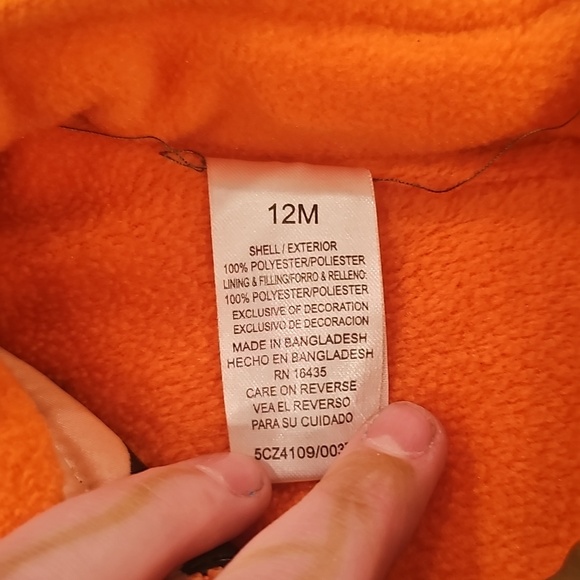 12M
SHELL / EXTERIOR
100% POLYESTER/POLIESTER
LINING & FILLING/FORRO & RELLENO:
100% POLYESTER/POLIESTER
EXCLUSIVE OF DECORATION
EXCLUSIVO DE DECORACION
MADE IN BANGLADESH
HECHO EN BANGLADESH
RN 16435
CARE ON REVERSE
VEA EL REVERSO
PARA SU CUIDADO